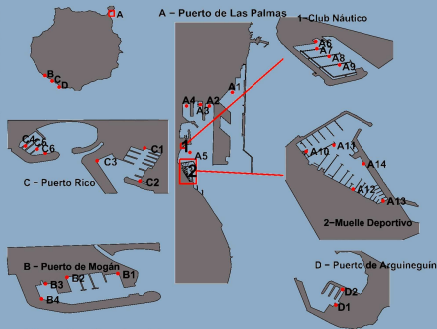 A
B
C
D
A – Puerto de Las Palmas
A4
A3
A2
A1
1
A5
2
1–Club Náutico
A6
A7
A8
A9
C4
C5
C6
C3
C1
C2
C – Puerto Rico
A10
A11
A14
A12
A13
2–Muelle Deportivo
B – Puerto de Mogán
B3
B2
B1
B4
D – Puerto de Arguineguín
D2
D1